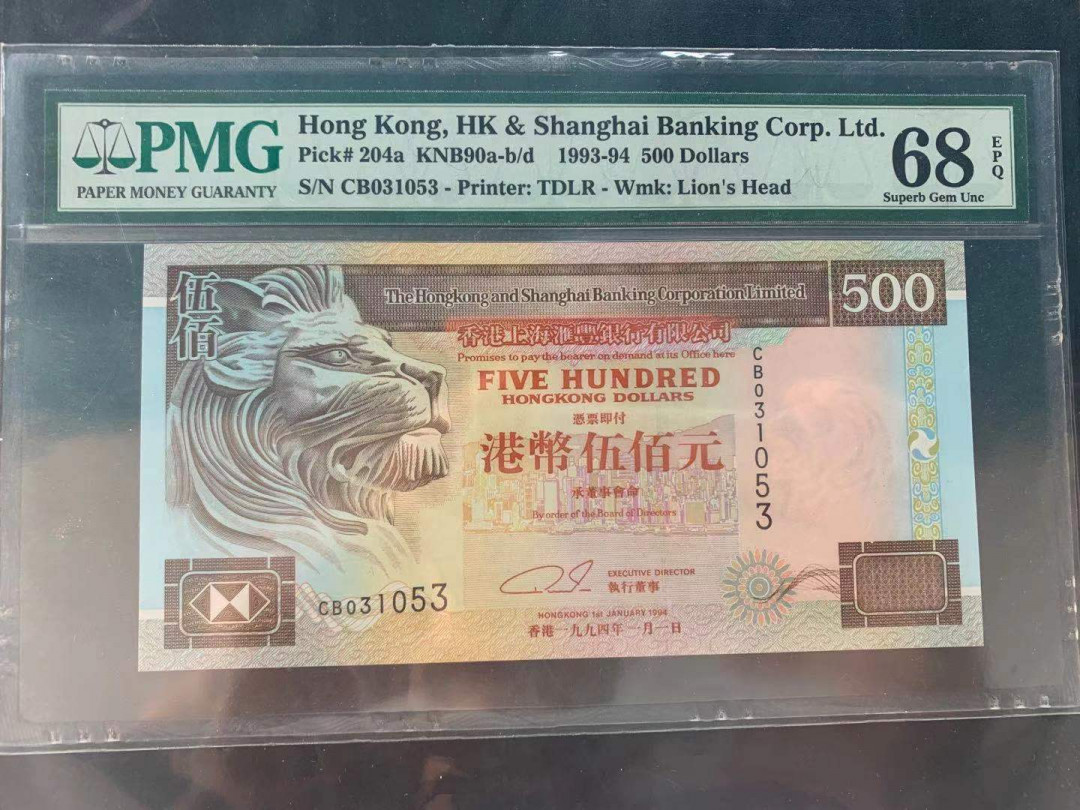 PMG
PAPER MONEY GUARANTY
Hong Kong, HK & Shanghai Banking Corp. Ltd.
Pick# 204a KNB90a-b/d 1993-94 500 Dollars
S/N CB031053 - Printer: TDLR - Wmk: Lion's Head
68
EPQ
Superb Gem Unc
伍佰
The Hongkong and Shanghai Banking Corporation Limited
500
香港上海滙豐銀行有限公司
Promises to pay the bearer on demand at its Office here
FIVE HUNDRED
HONGKONG DOLLARS
憑票即付
港幣伍佰元
承董事會命
By order of the Board of Directors
CB031053
EXECUTIVE DIRECTOR
執行董事
CB031053
HONGKONG 1st JANUARY 1994
香港一九九四年一月一日